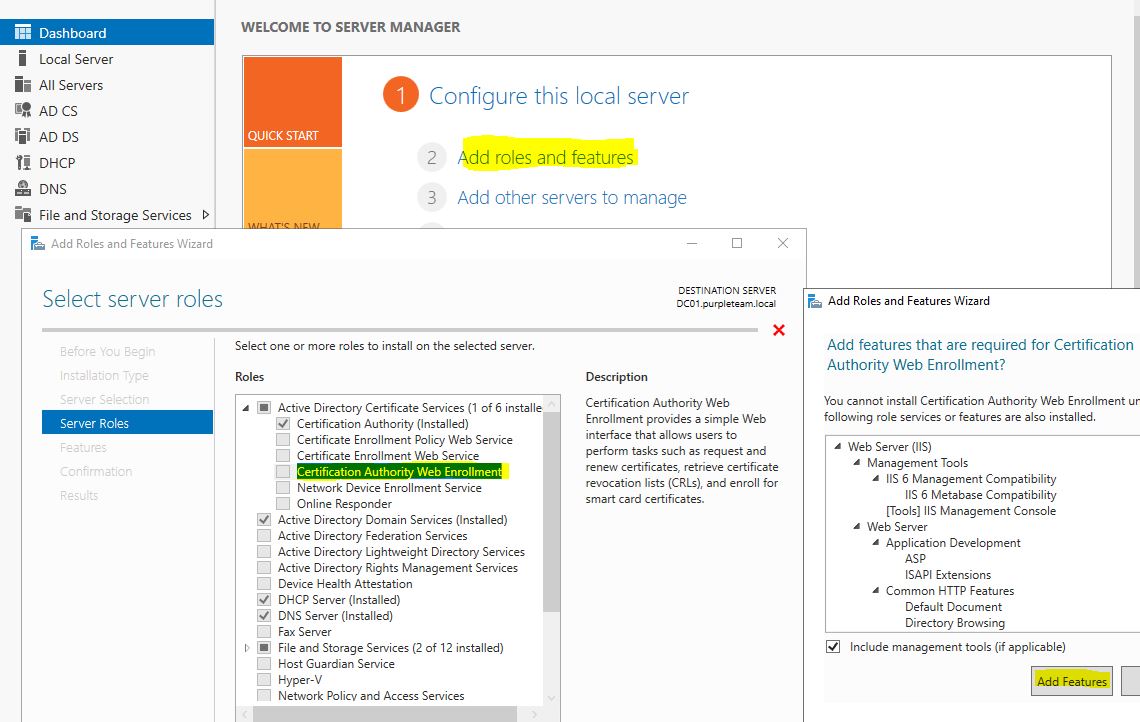 Dashboard
Local Server
All Servers
AD CS
AD DS
DHCP
DNS
File and Storage Services
WELCOME TO SERVER MANAGER
QUICK START
WHAT'S NEW
1 Configure this local server
2 Add roles and features
3 Add other servers to manage
Add Roles and Features Wizard
Select server roles
DESTINATION SERVER
DC01.purpleteam.local
Before You Begin
Installation Type
Server Selection
Server Roles
Features
Confirmation
Results
Select one or more roles to install on the selected server.
Roles
Active Directory Certificate Services (1 of 6 installe
Certification Authority (Installed)
Certificate Enrollment Policy Web Service
Certificate Enrollment Web Service
Certification Authority Web Enrollment
Network Device Enrollment Service
Online Responder
Active Directory Domain Services (Installed)
Active Directory Federation Services
Active Directory Lightweight Directory Services
Active Directory Rights Management Services
Device Health Attestation
DHCP Server (Installed)
DNS Server (Installed)
Fax Server
File and Storage Services (2 of 12 installed)
Host Guardian Service
Hyper-V
Network Policy and Access Services
Description
Certification Authority Web
Enrollment provides a simple Web
interface that allows users to
perform tasks such as request and
renew certificates, retrieve certificate
revocation lists (CRLs), and enroll for
smart card certificates.
Add Roles and Features Wizard
Add features that are required for Certification
Authority Web Enrollment?
You cannot install Certification Authority Web Enrollment un
following role services or features are also installed.
Web Server (IIS)
Management Tools
IIS 6 Management Compatibility
IIS 6 Metabase Compatibility
[Tools] IIS Management Console
Web Server
Application Development
ASP
ISAPI Extensions
Common HTTP Features
Default Document
Directory Browsing
Include management tools (if applicable)
Add Features